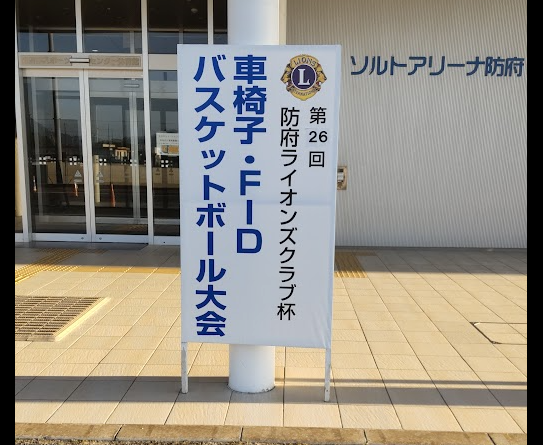 ソルトアリーナ防府
LIONS
L
第26回
防府ライオンズクラブ杯
車椅子・FID
バスケットボール大会